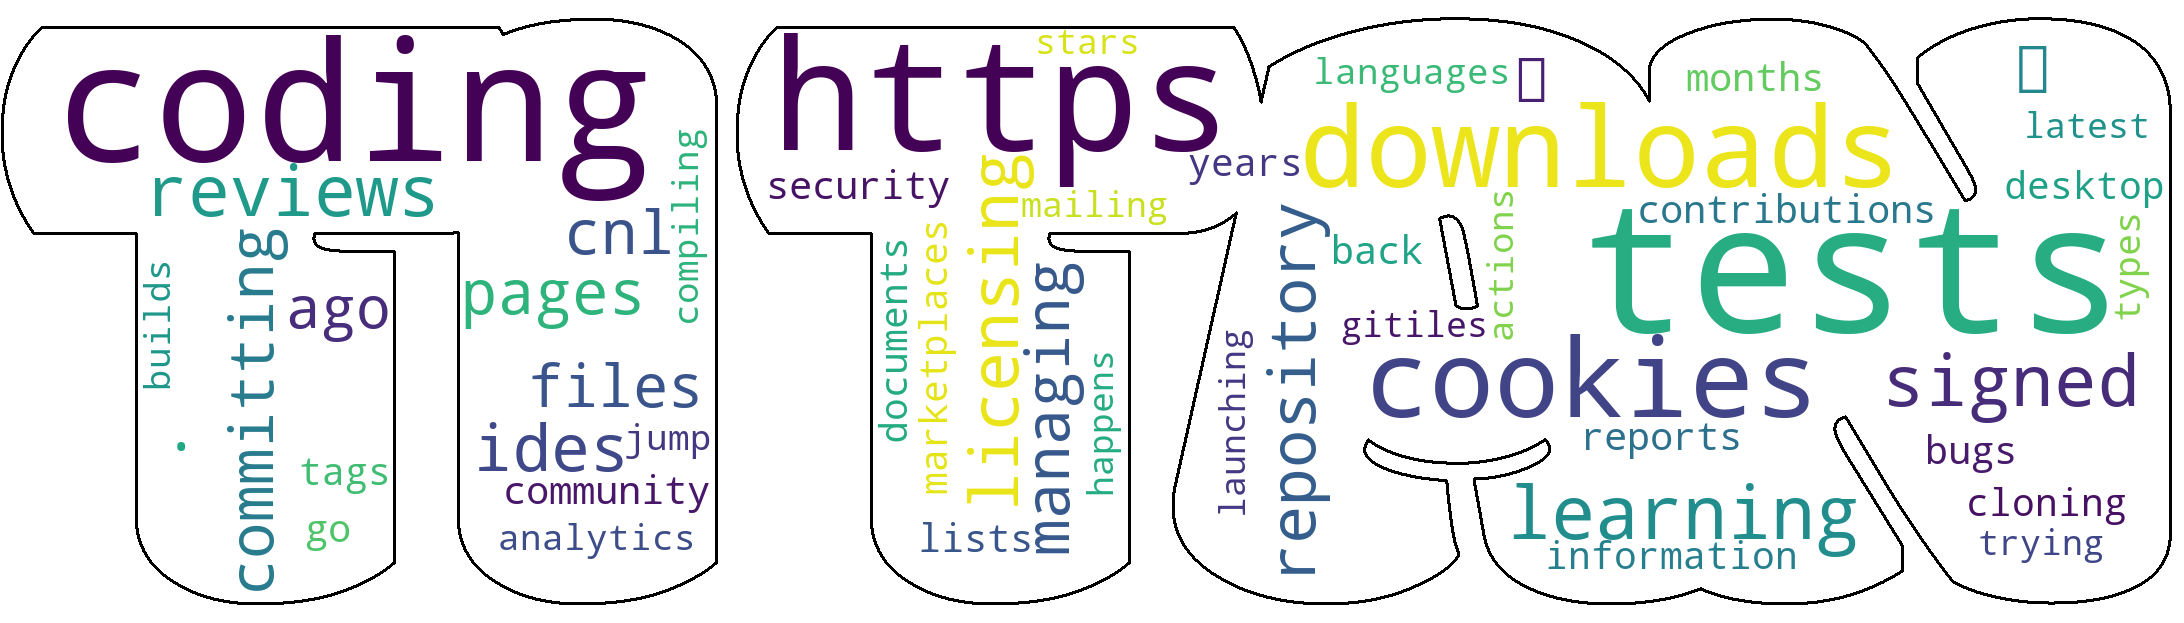 coding
reviews
cnl
compiling
builds
committing
ago
pages
files
ides
jump
tags
community
go
analytics
https
stars
security
licensing
mailing
years
documents
marketplaces
managing
happens
lists
languages
downloads
months
latest
desktop
contributions
repository
back
actions
tests
types
gitiles
launching
cookies
signed
reports
bugs
learning
cloning
information
trying